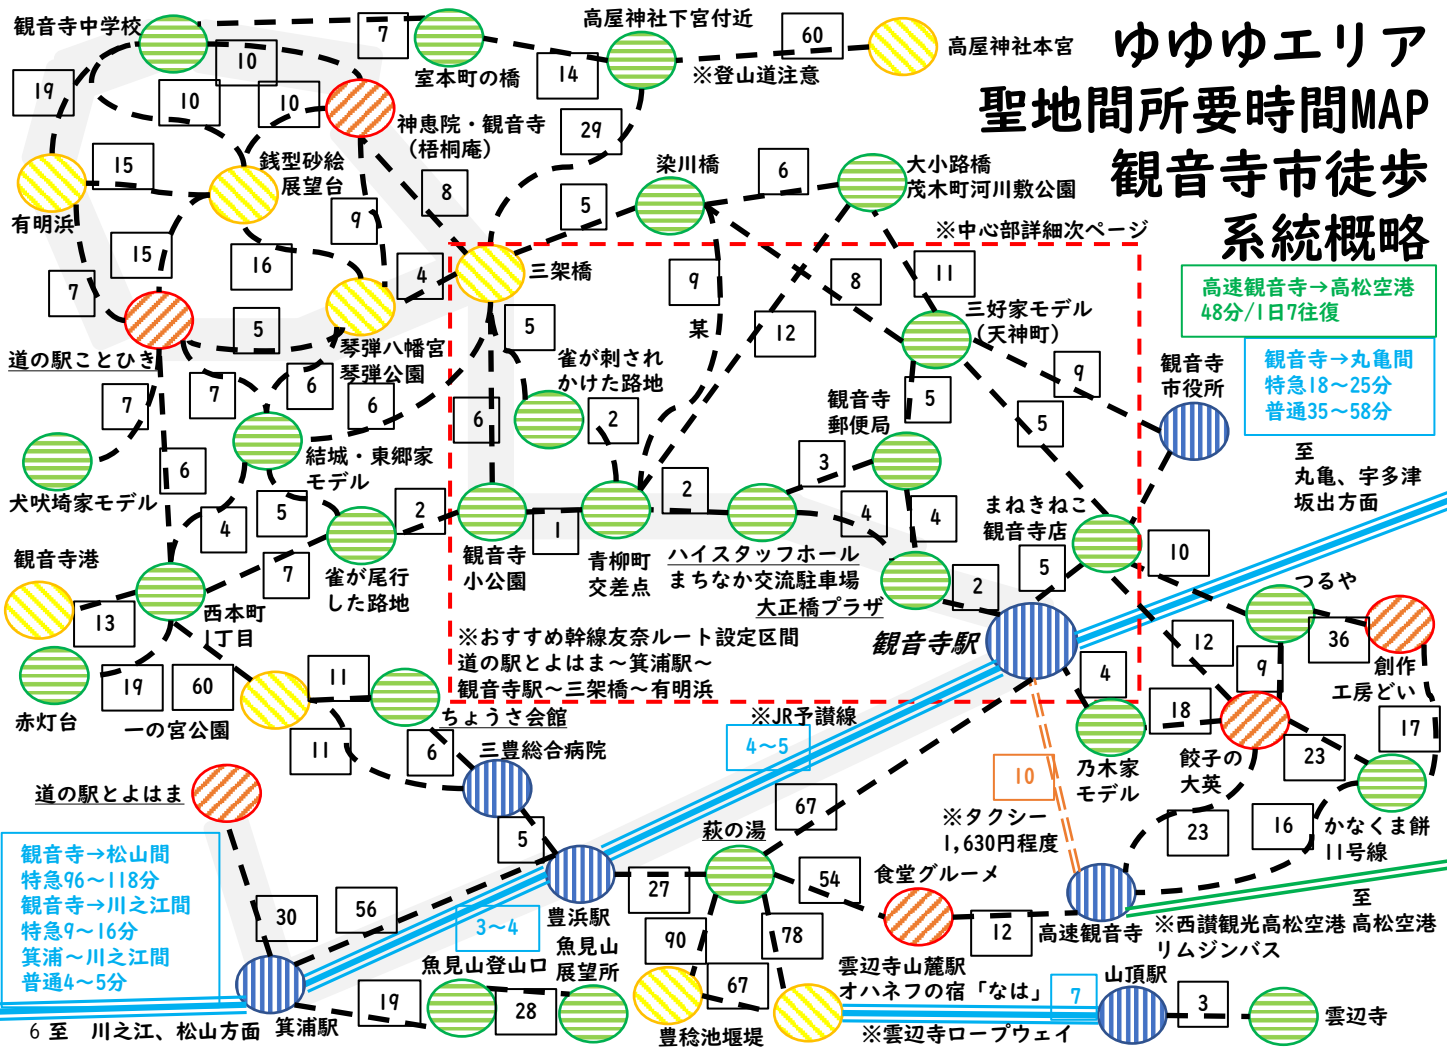 ゆゆゆエリア
聖地間所要時間MAP
観音寺市徒歩
系統概略
観音寺中学校
7
室本町の橋
高屋神社下宮付近
60
高屋神社本宮
※登山道注意
14
29
19
10
10
10
神恵院・観音寺
(梧桐庵)
15
銭型砂絵
展望台
有明浜
8
9
15
16
7
5
4
三架橋
5
染川橋
6
大小路橋
茂木町河川敷公園
※中心部詳細次ページ
高速観音寺→高松空港
48分/1日7往復
観音寺→丸亀間
特急18~25分
普通35~58分
至
丸亀、宇多津
坂出方面
9
某
12
8
11
三好家モデル
(天神町)
9
観音寺
市役所
5
雀が刺され
かけた路地
道の駅ことひき
琴弾八幡宮
琴弾公園
7
7
6
6
6
2
観音寺
郵便局
5
5
犬吠埼家モデル
6
結城・東郷家
モデル
4
5
2
3
2
4
4
まねきねこ
観音寺店
観音寺
小公園
1
青柳町
交差点
ハイスタッフホール
まちなか交流駐車場
大正橋プラザ
2
5
10
観音寺港
7
雀が尾行
した路地
13
西本町
1丁目
19
60
赤灯台
一の宮公園
11
11
ちょうさ会館
6
三豊総合病院
※おすすめ幹線友奈ルート設定区間
道の駅とよはま~箕浦駅~
観音寺駅~三架橋~有明浜
観音寺駅
つるや
36
創作
工房どい
12
9
4
18
17
餃子の
大英
23
乃木家
モデル
※JR予讃線
4~5
10
※タクシー
1,630円程度
67
23
16
かなくま餅
11号線
道の駅とよはま
観音寺→松山間
特急96~118分
観音寺→川之江間
特急9~16分
箕浦~川之江間
普通4~5分
5
萩の湯
30
56
豊浜駅
27
54
食堂グルーメ
12
高速観音寺
至
高松空港
※西讃観光高松空港
リムジンバス
3~4
魚見山登山口
魚見山
展望所
90
78
67
雲辺寺山麓駅
オハネフの宿「なは」
7
山頂駅
3
雲辺寺
6 至 川之江、松山方面
箕浦駅
19
28
豊稔池堰堤
※雲辺寺ロープウェイ